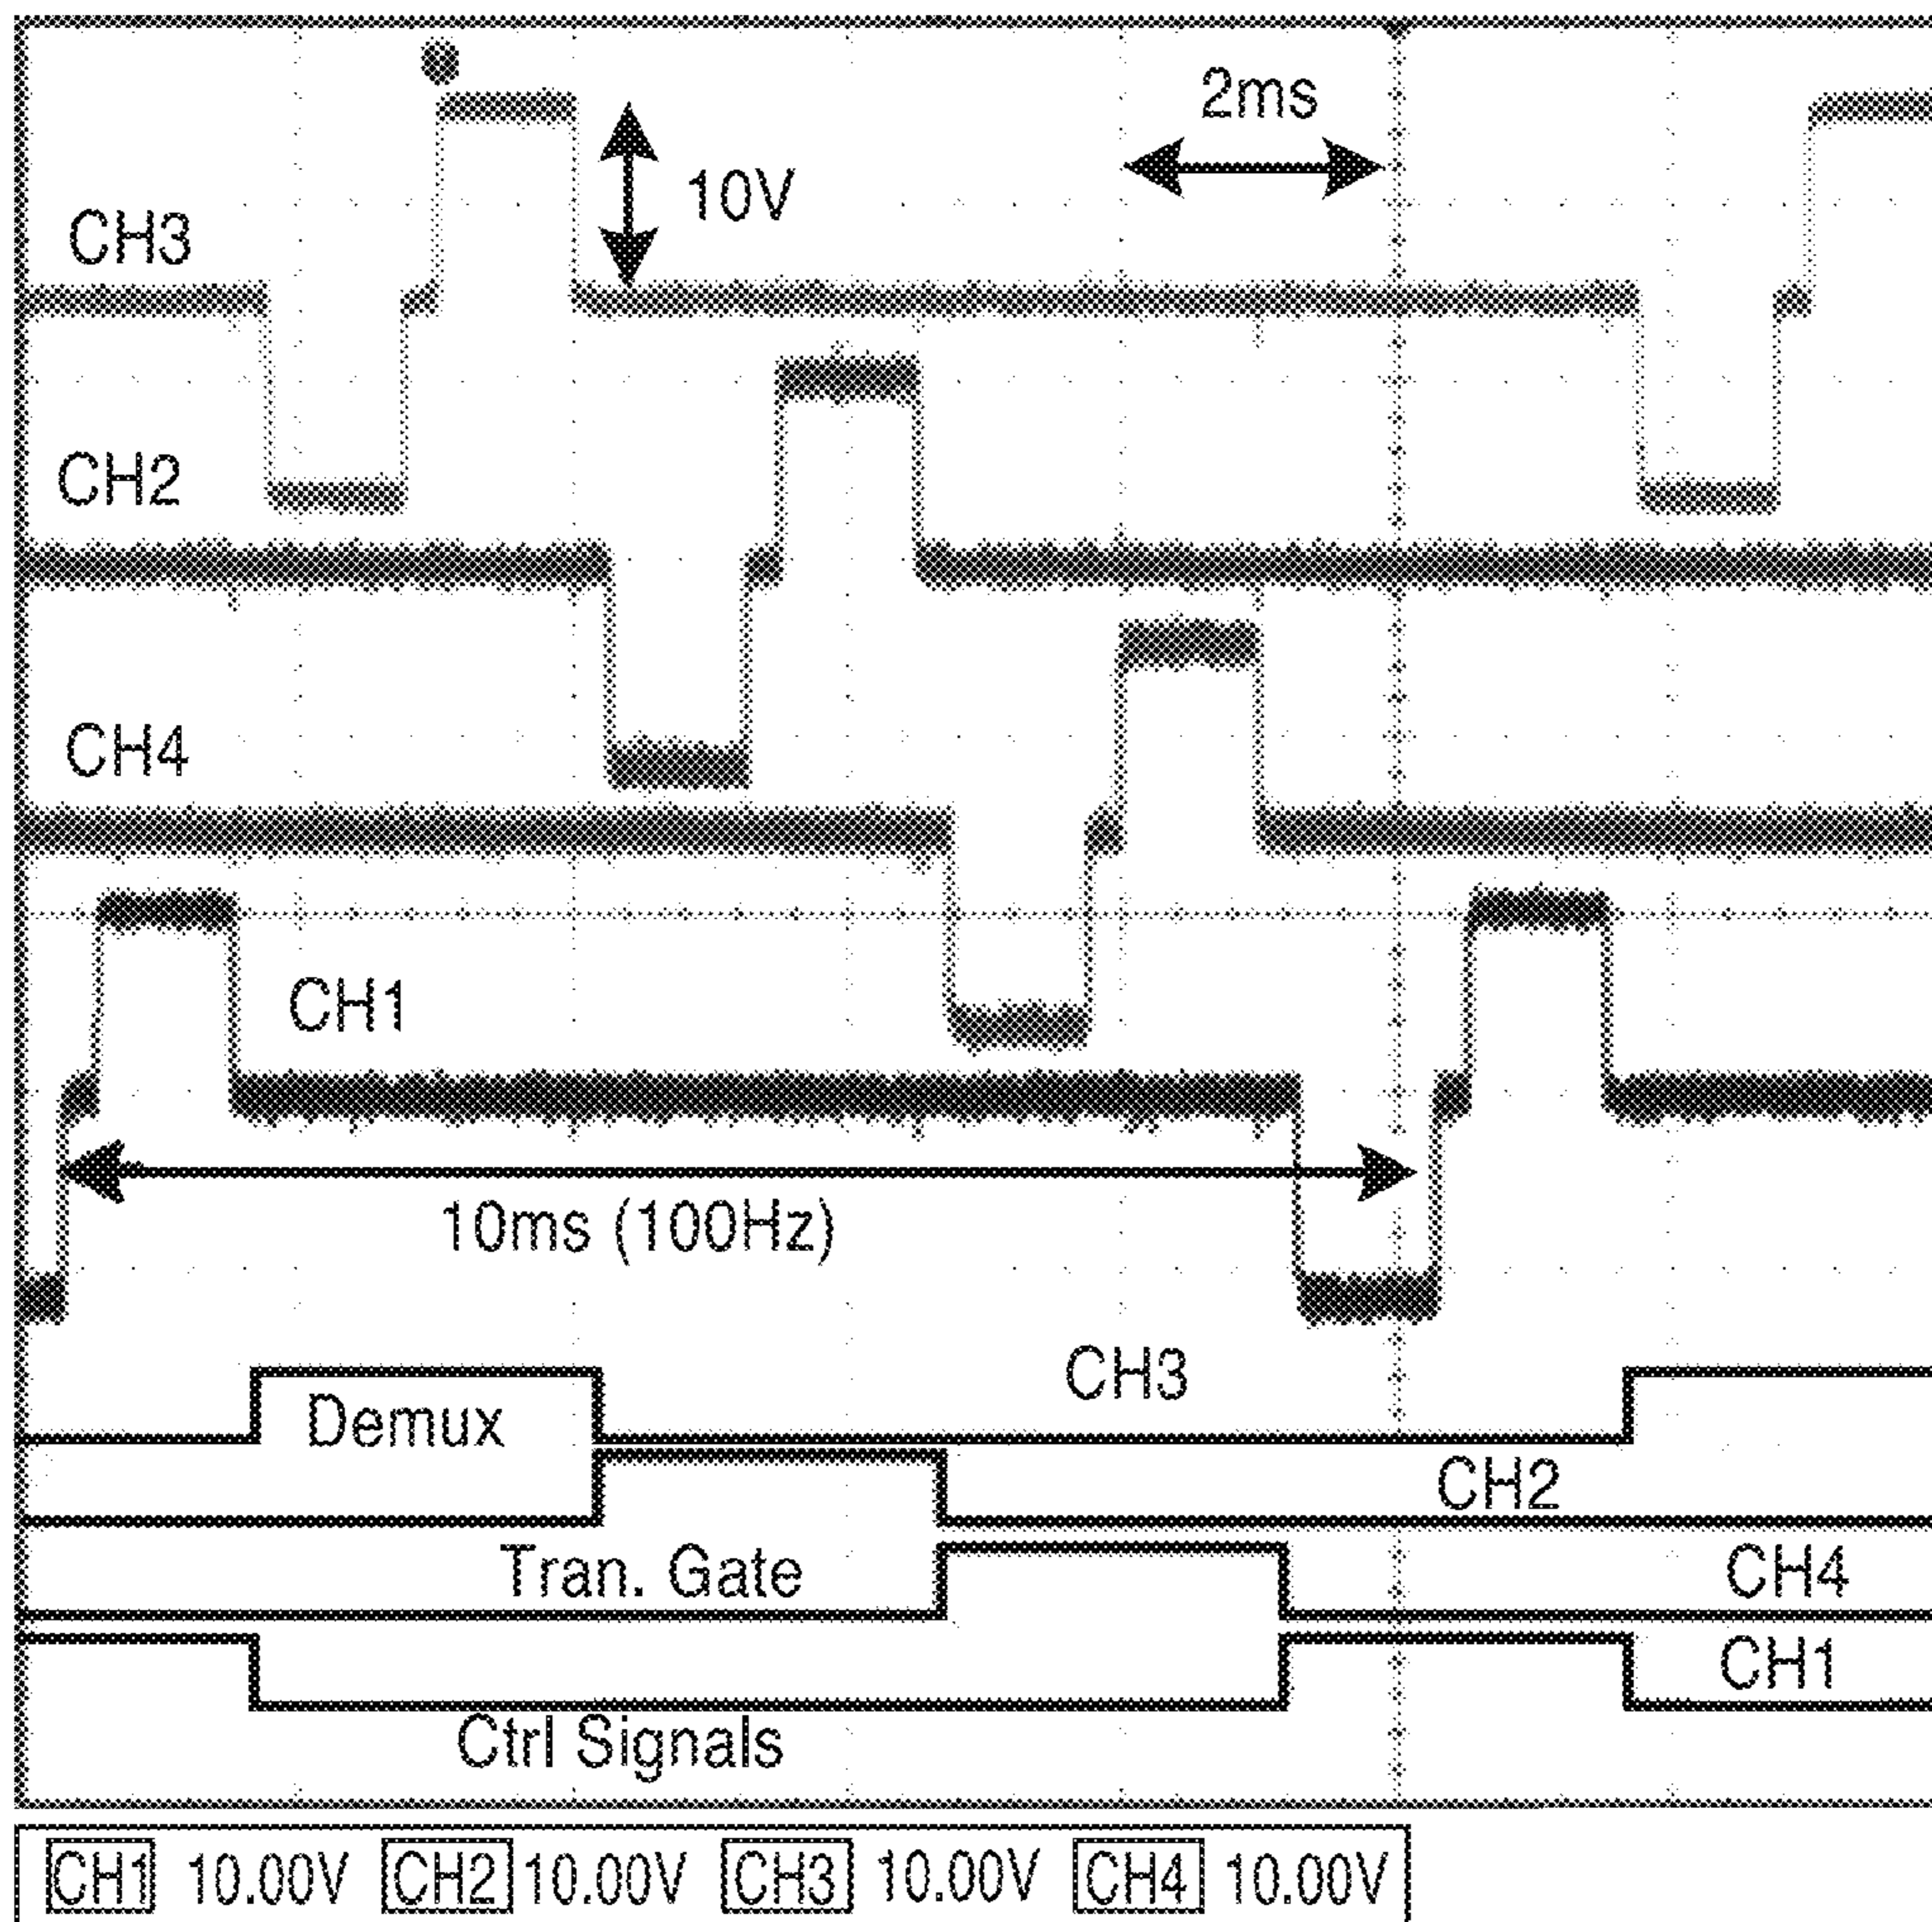 2ms
10V
CH3
CH2
CH4
CH1
10ms (100Hz)
CH3
Demux
CH2
Tran. Gate
CH4
CH1
Ctrl Signals
CH1 10.00V CH2 10.00V CH3 10.00V CH4 10.00V